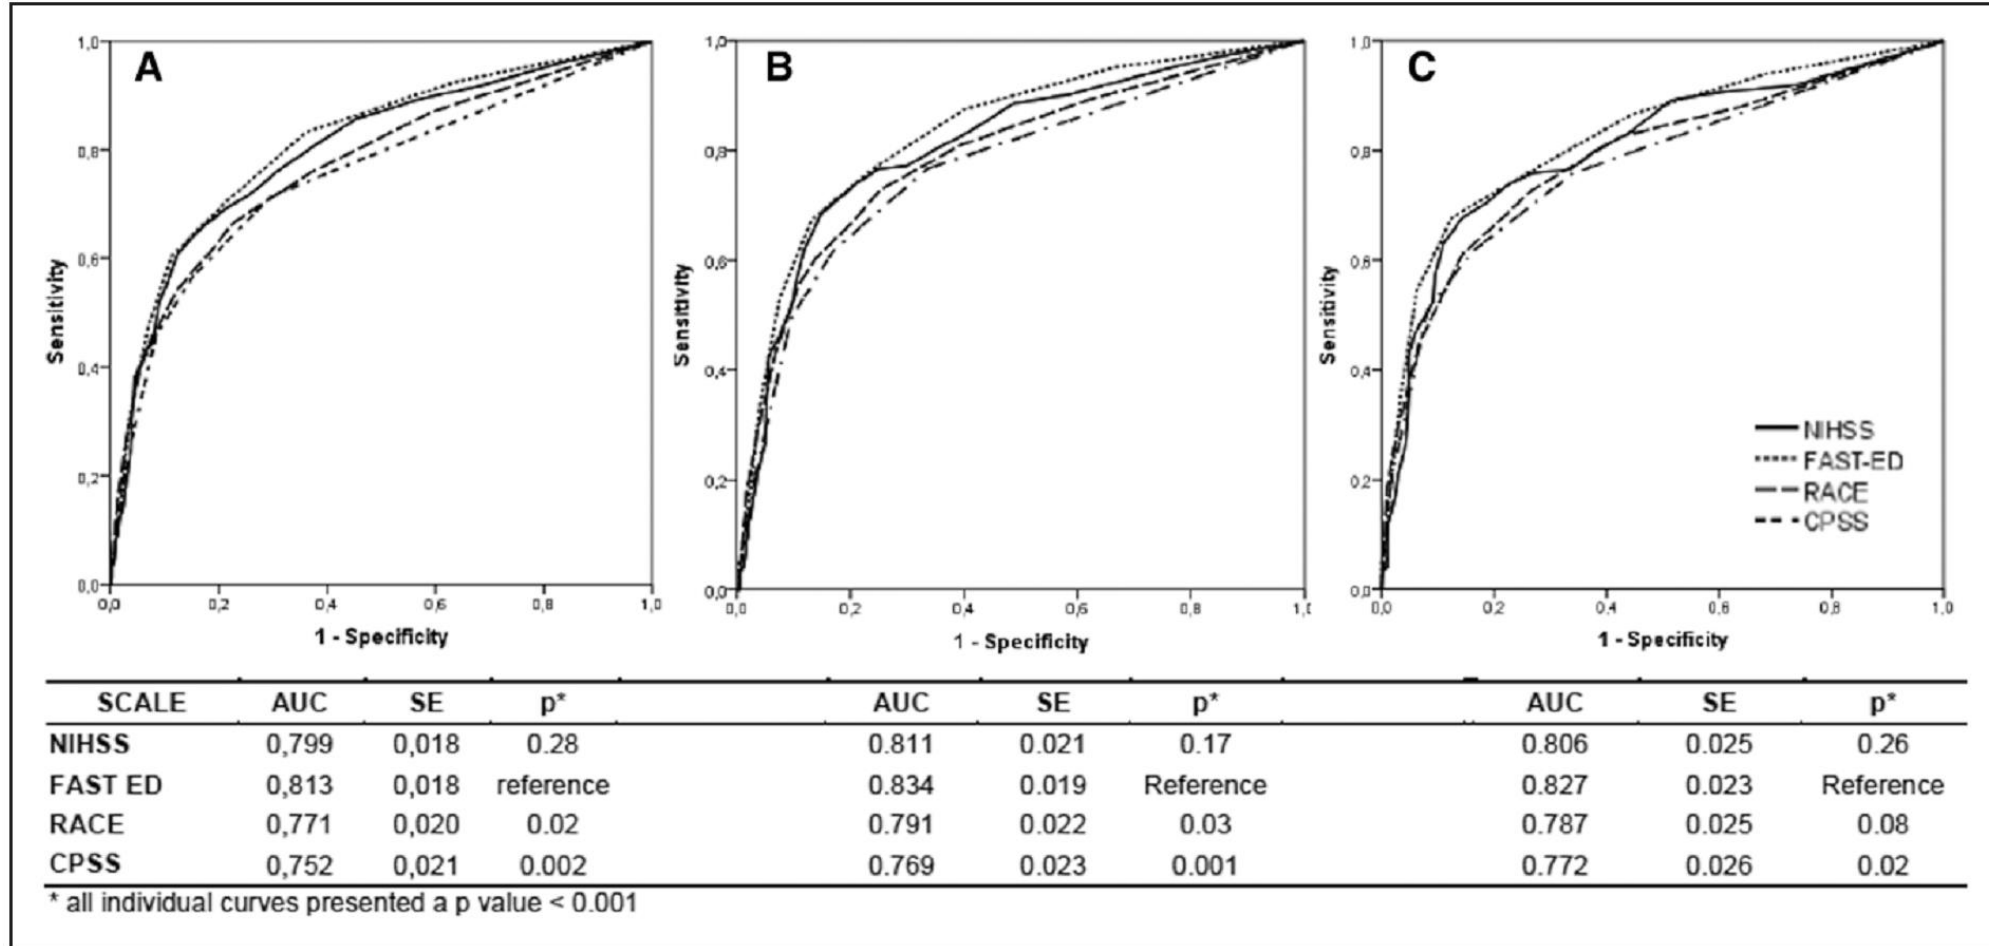 A
1,0
0,8
0,6
0,4
0,2
0,0
Sensitivity
0,0 0,2 0,4 0,6 0,8 1,0
1 - Specificity
B
1,0
0,8
0,6
0,4
0,2
0,0
Sensitivity
0,0 0,2 0,4 0,6 0,8 1,0
1 - Specificity
C
1,0
0,8
0,6
0,4
0,2
0,0
Sensitivity
0,0 0,2 0,4 0,6 0,8 1,0
1 - Specificity
NIHSS
FAST-ED
RACE
CPSS
SCALE AUC SE p* AUC SE p* AUC SE p*
NIHSS 0,799 0,018 0.28 0.811 0.021 0.17 0.806 0.025 0.26
FAST ED 0,813 0,018 reference 0.834 0.019 Reference 0.827 0.023 Reference
RACE 0,771 0,020 0.02 0.791 0.022 0.03 0.787 0.025 0.08
CPSS 0,752 0,021 0.002 0.769 0.023 0.001 0.772 0.026 0.02
* all individual curves presented a p value < 0.001